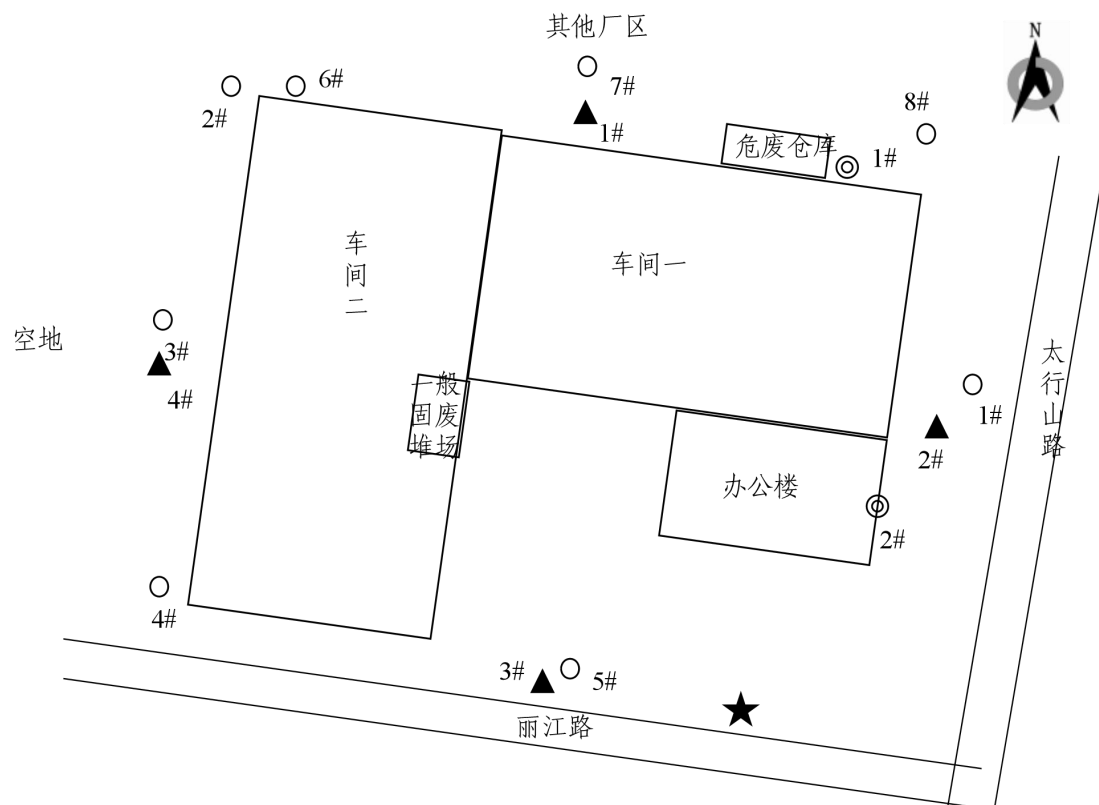 其他厂区
N
6#
7#
8#
2#
1#
危废仓库
1#
车间二
车间一
空地
3#
4#
太行山路
一般
固废
堆场
1#
2#
办公楼
2#
4#
3#
5#
丽江路